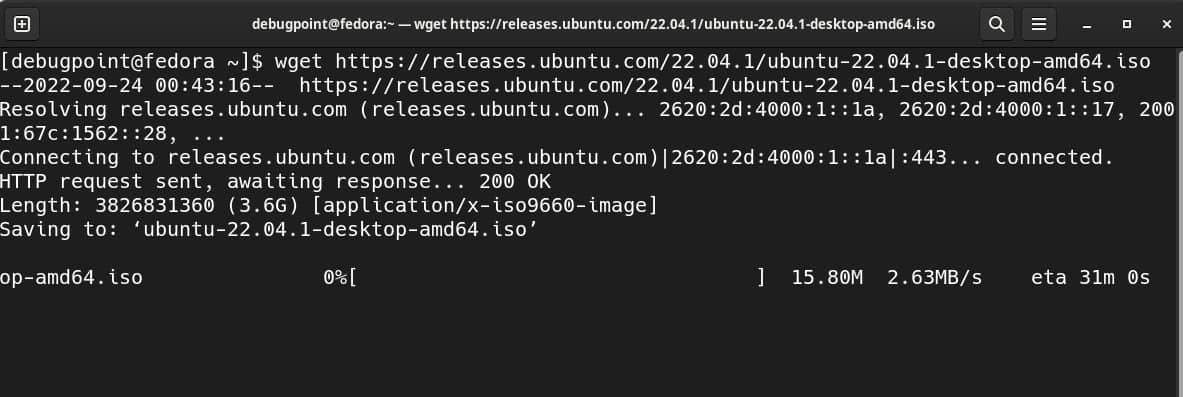 debugpoint@fedora:~ — wget https://releases.ubuntu.com/22.04.1/ubuntu-22.04.1-desktop-amd64.iso
[debugpoint@fedora ~]$ wget https://releases.ubuntu.com/22.04.1/ubuntu-22.04.1-desktop-amd64.iso
--2022-09-24 00:43:16--  https://releases.ubuntu.com/22.04.1/ubuntu-22.04.1-desktop-amd64.iso
Resolving releases.ubuntu.com (releases.ubuntu.com)... 2620:2d:4000:1::1a, 2620:2d:4000:1::17, 200
1:67c:1562::28, ...
Connecting to releases.ubuntu.com (releases.ubuntu.com)|2620:2d:4000:1::1a|:443... connected.
HTTP request sent, awaiting response... 200 OK
Length: 3826831360 (3.6G) [application/x-iso9660-image]
Saving to: ‘ubuntu-22.04.1-desktop-amd64.iso’
op-amd64.iso               0%[                                 ]  15.80M  2.63MB/s    eta 31m 0s